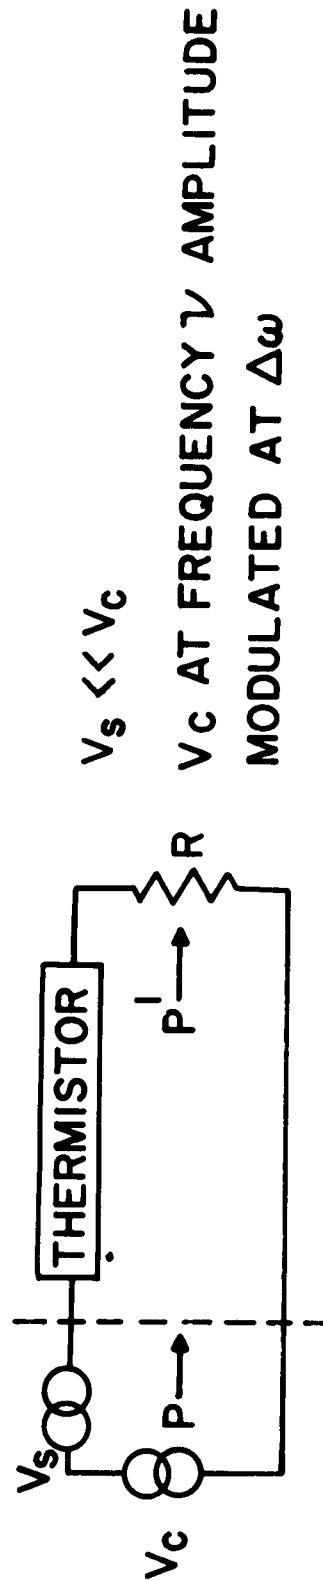 Vs
THERMISTOR
Vc
P
P'
R
Vs << Vc
Vc AT FREQUENCY ν AMPLITUDE
MODULATED AT Δω